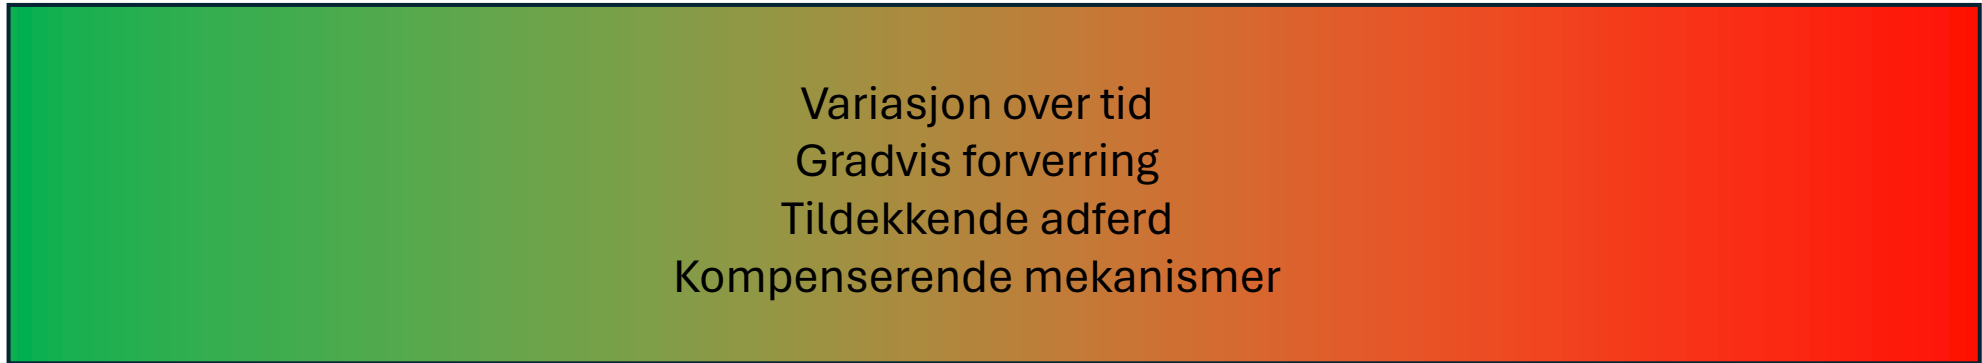 Variasjon over tid
Gradvis forverring
Tildekkende adferd
Kompenserende mekanismer